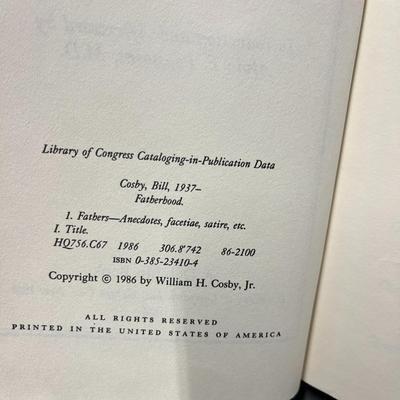 Library of Congress Cataloging-in-Publication Data
Cosby, Bill, 1937–
Fatherhood.
1. Fathers—Anecdotes, facetiae, satire, etc.
I. Title.
HQ756.C67 1986 306.8'742 86-2100
ISBN 0-385-23410-4
Copyright © 1986 by William H. Cosby, Jr.
ALL RIGHTS RESERVED
PRINTED IN THE UNITED STATES OF AMERICA